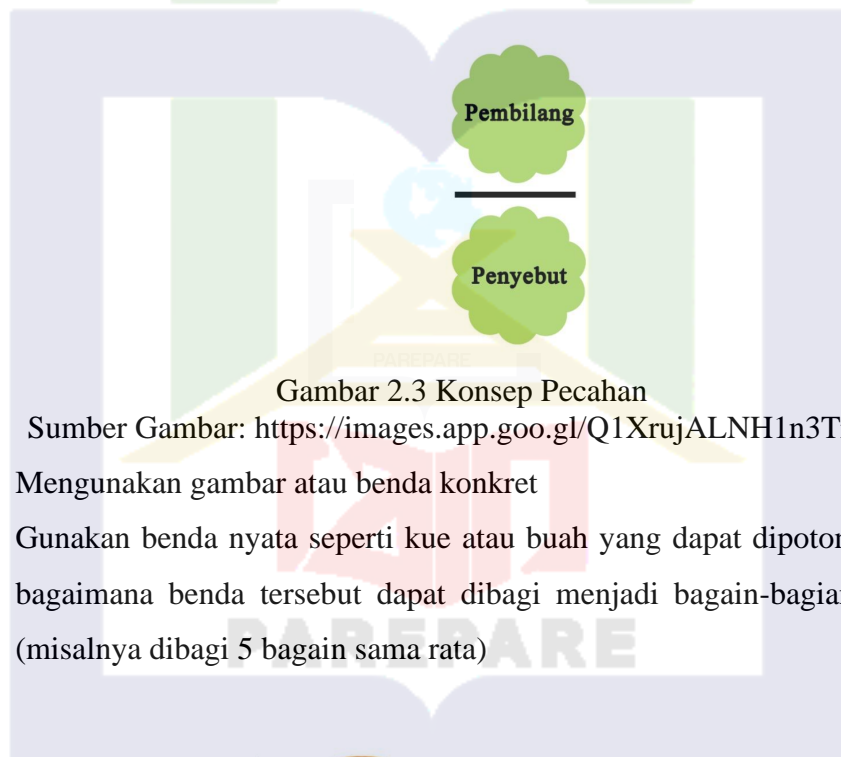 Pembilang
Penyebut
PAREPARE
Gambar 2.3 Konsep Pecahan
Sumber Gambar: https://images.app.goo.gl/Q1XrujALNH1n3T
Mengunakan gambar atau benda konkret
Gunakan benda nyata seperti kue atau buah yang dapat dipoton
bagaimana benda tersebut dapat dibagi menjadi bagain-bagian
(misalnya dibagi 5 bagain sama rata)
PAREPARE